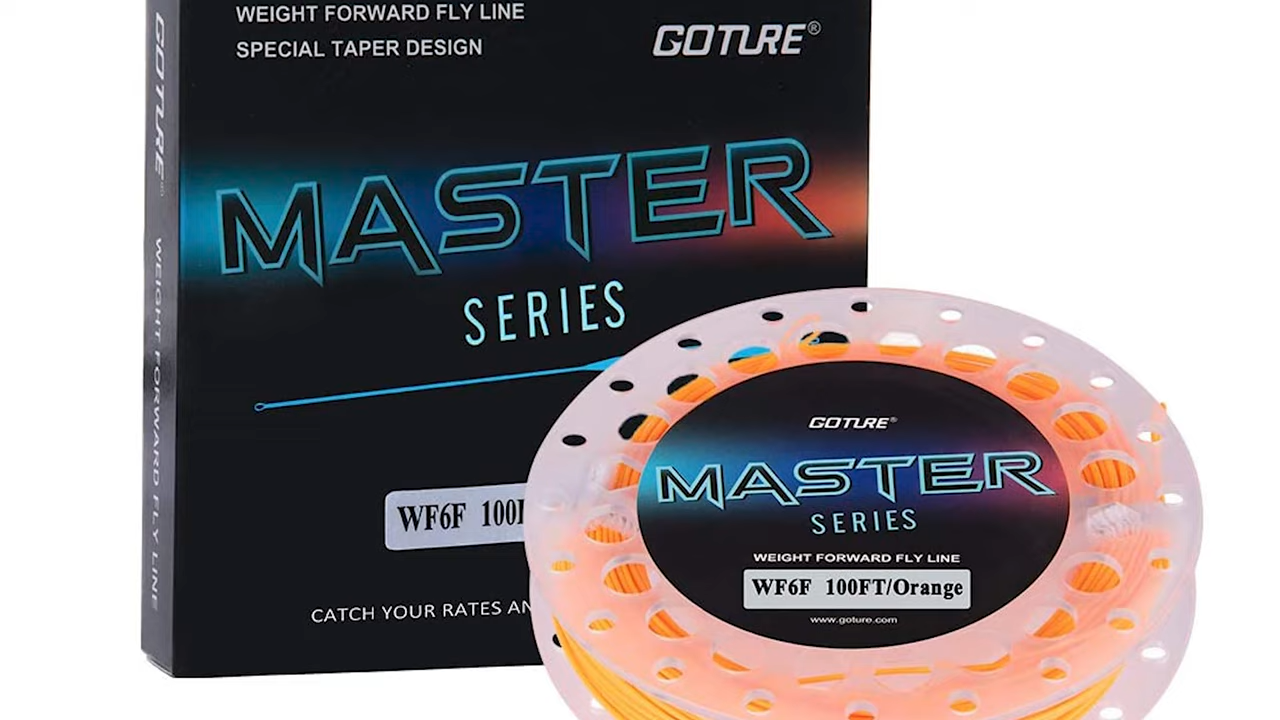 WEIGHT FORWARD FLY LINE
SPECIAL TAPER DESIGN
GOTURE®
MASTER
SERIES
WF6F 100F
CATCH YOUR RATES AN
GOTURE®
WEIGHT FORWARD FLY LINE
GOTURE®
MASTER
SERIES
WEIGHT FORWARD FLY LINE
WF6F 100FT/Orange
www.goture.com